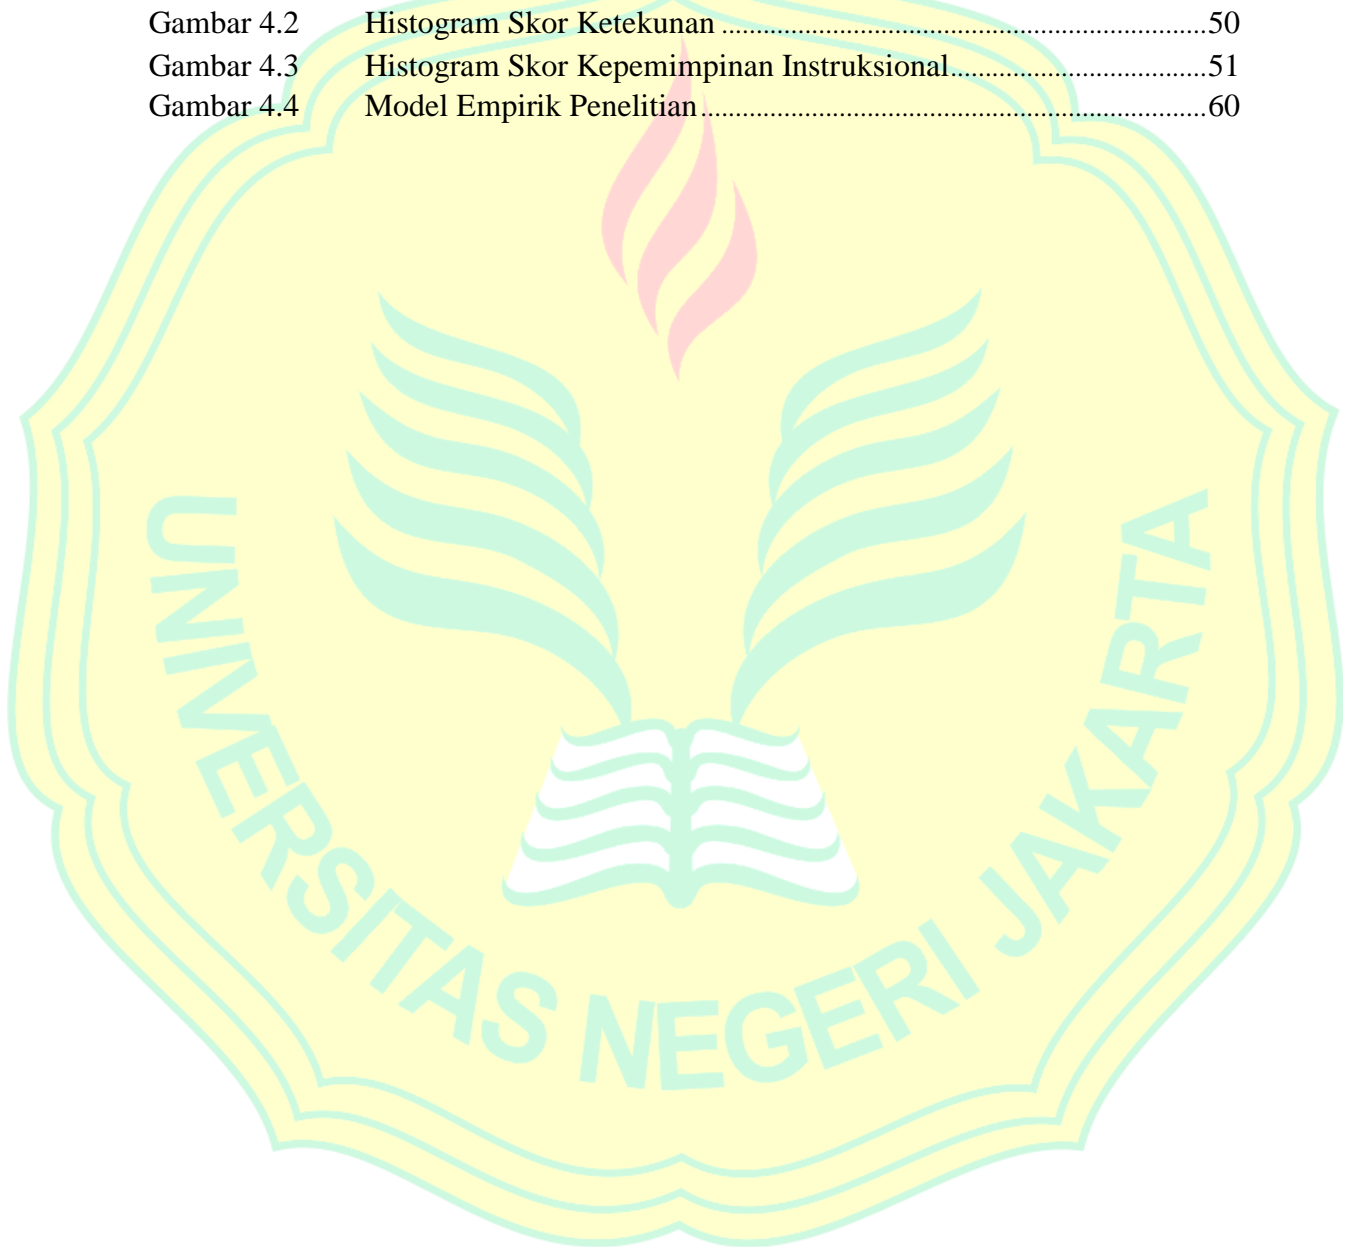 Gambar 4.2 Histogram Skor Ketekunan ............................................................50
Gambar 4.3 Histogram Skor Kepemimpinan Instruksional................................51
Gambar 4.4 Model Empirik Penelitian ...............................................................60
UNIVERSITAS NEGERI JAKARTA